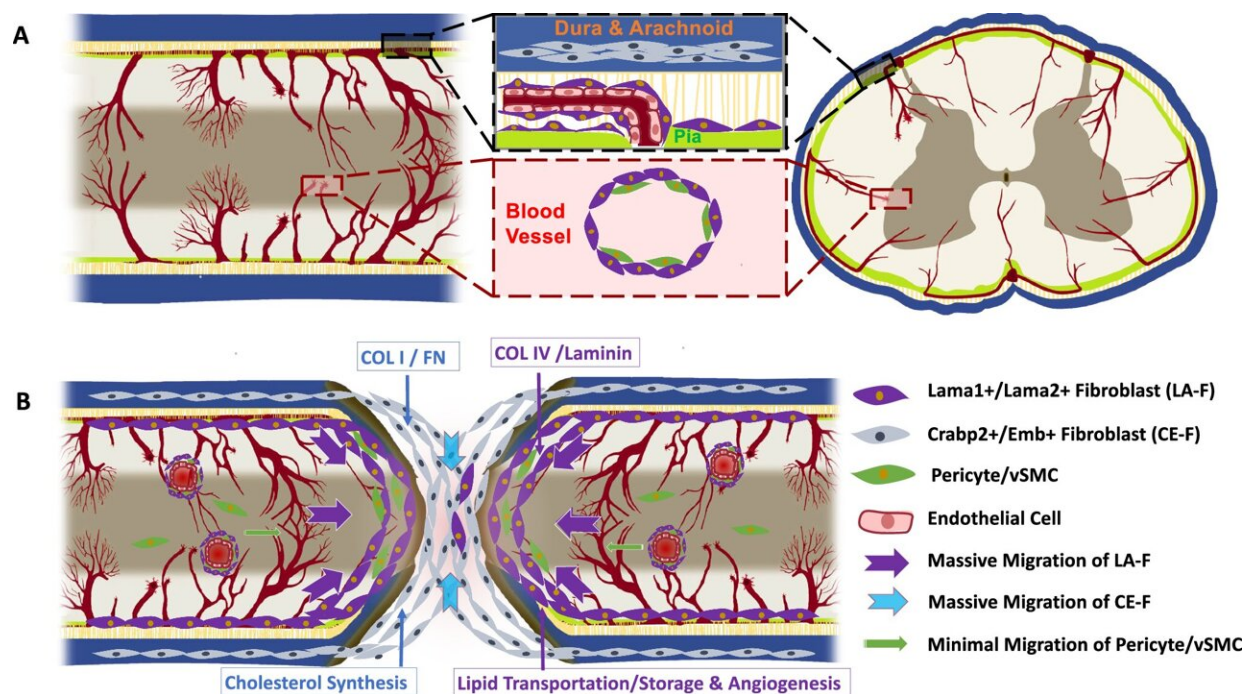 A
Dura & Arachnoid
Pia
Blood
Vessel
B
COL I / FN
COL IV /Laminin
Cholesterol Synthesis
Lipid Transportation/Storage & Angiogenesis
Lama1+/Lama2+ Fibroblast (LA-F)
Crabp2+/Emb+ Fibroblast (CE-F)
Pericyte/vSMC
Endothelial Cell
Massive Migration of LA-F
Massive Migration of CE-F
Minimal Migration of Pericyte/vSMC